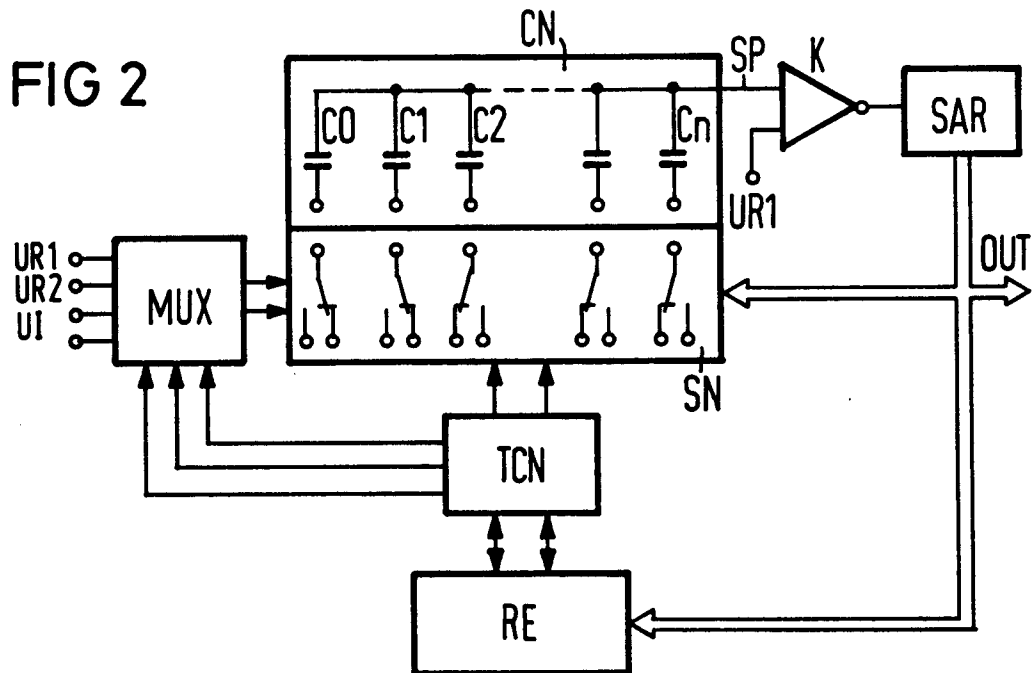 FIG 2
CN
SP
K
C0 C1 C2 Cn
SAR
UR1
UR1
UR2
UI
MUX
OUT
SN
TCN
RE